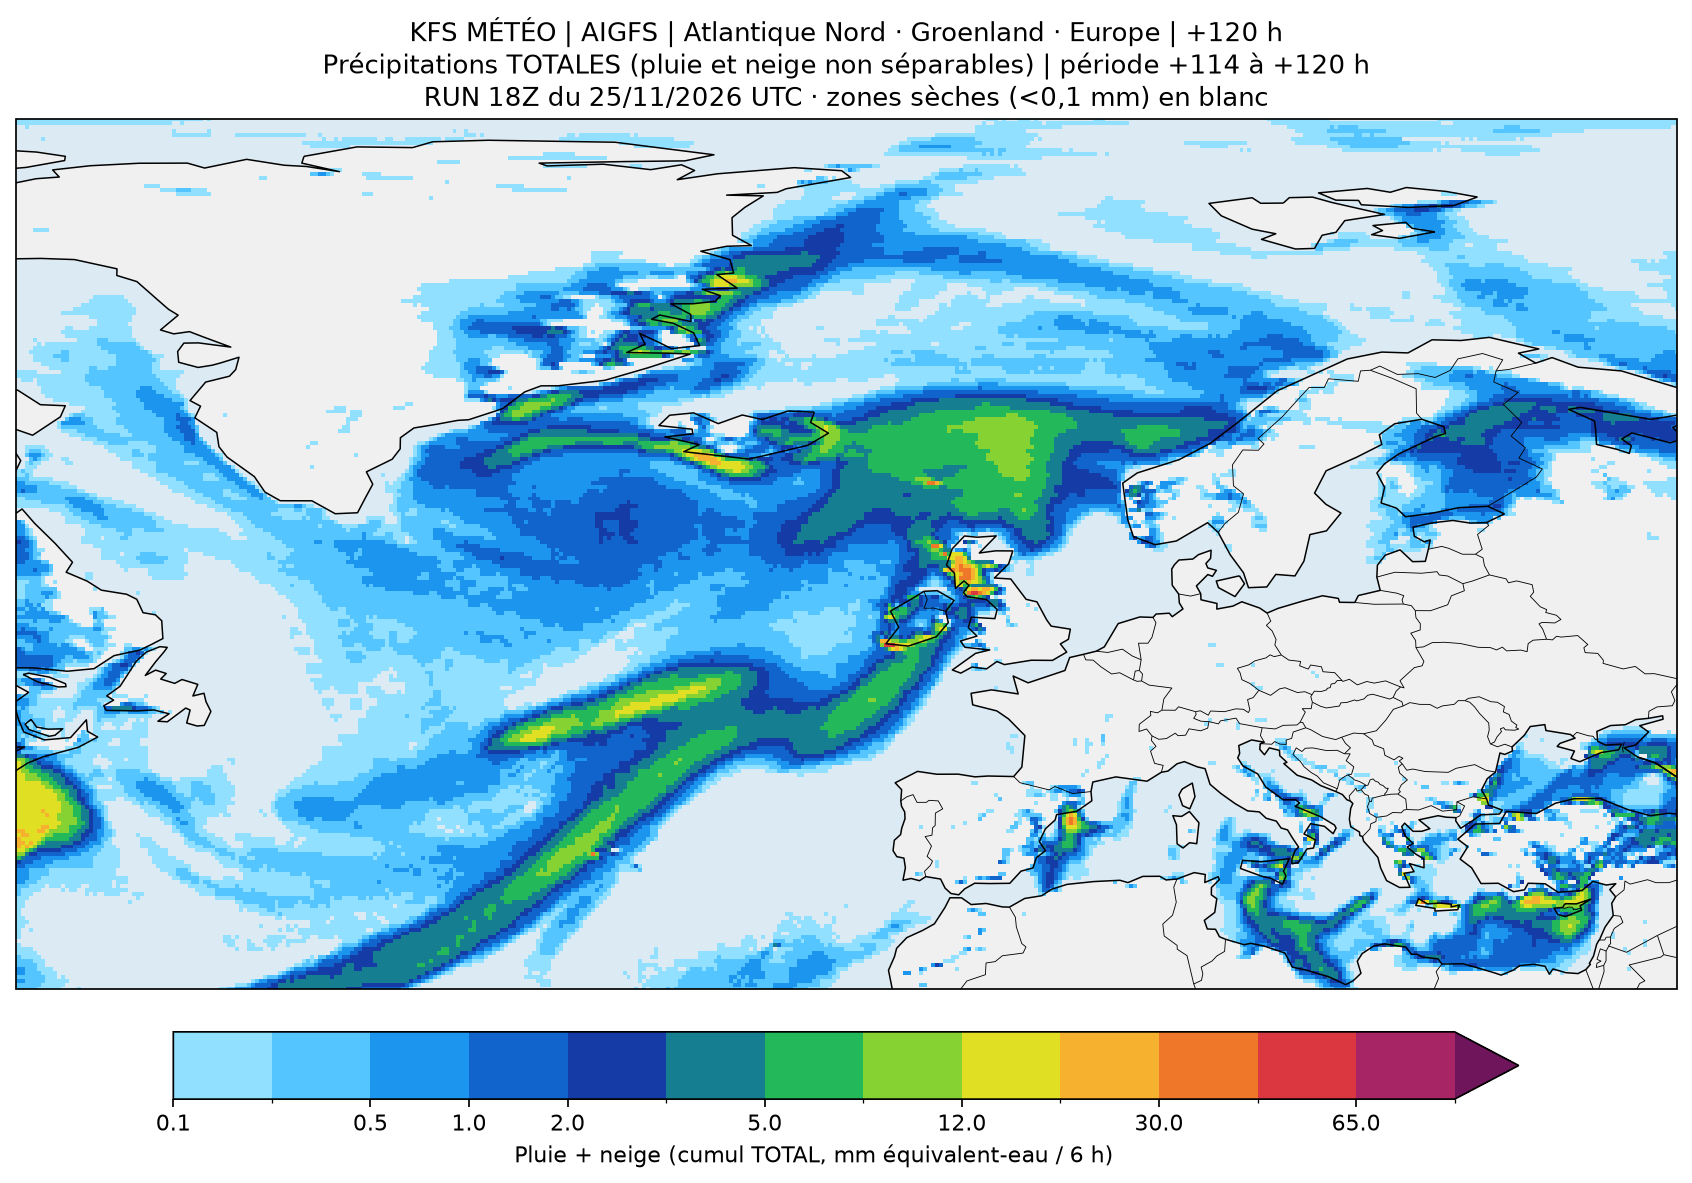 KFS MÉTÉO | AIGFS | Atlantique Nord · Groenland · Europe | +120 h
Précipitations TOTALES (pluie et neige non séparables) | période +114 à +120 h
RUN 18Z du 25/11/2026 UTC · zones sèches (<0,1 mm) en blanc
0.1 0.5 1.0 2.0 5.0 12.0 30.0 65.0
Pluie + neige (cumul TOTAL, mm équivalent-eau / 6 h)